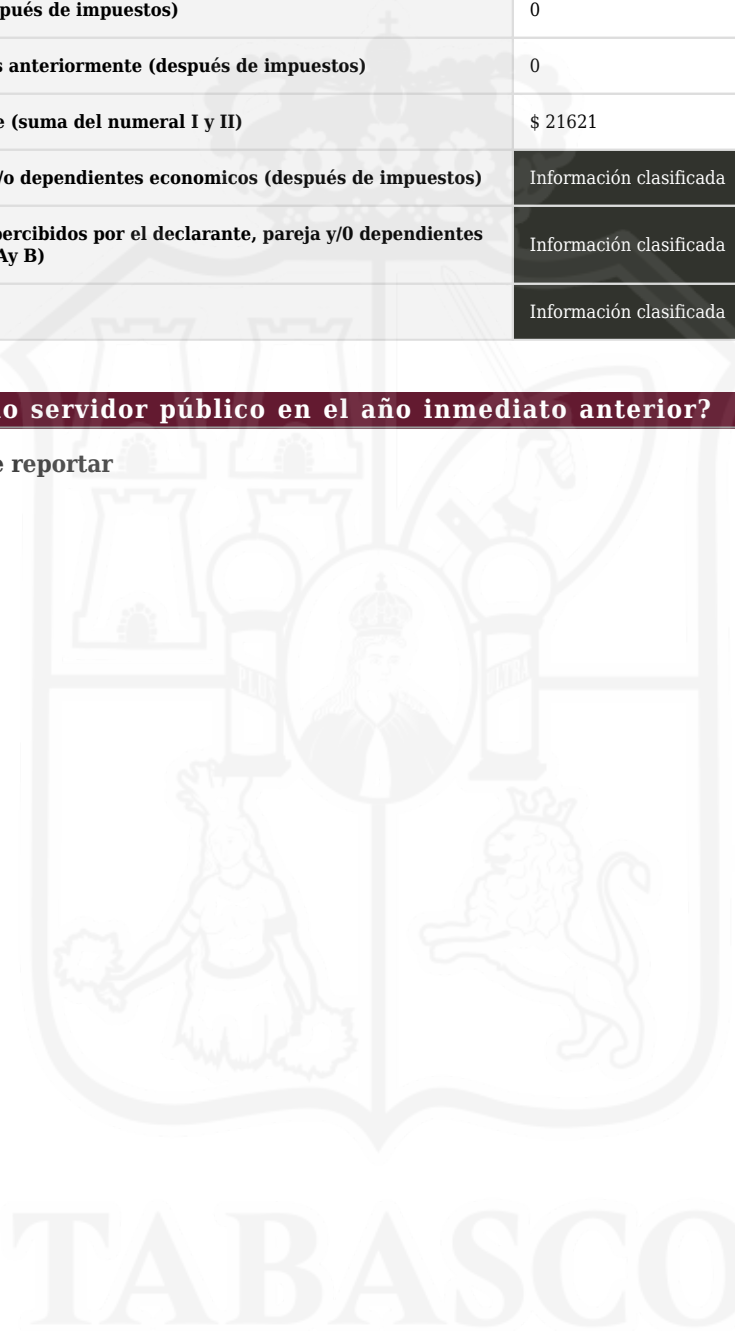 pués de impuestos)
0
s anteriormente (después de impuestos)
0
e (suma del numeral I y II)
$ 21621
/o dependientes economicos (después de impuestos)
Información clasificada
percibidos por el declarante, pareja y/0 dependientes
Ay B)
Información clasificada
Información clasificada
o servidor público en el año inmediato anterior?
e reportar
PLUS
ULTRA
TABASCO